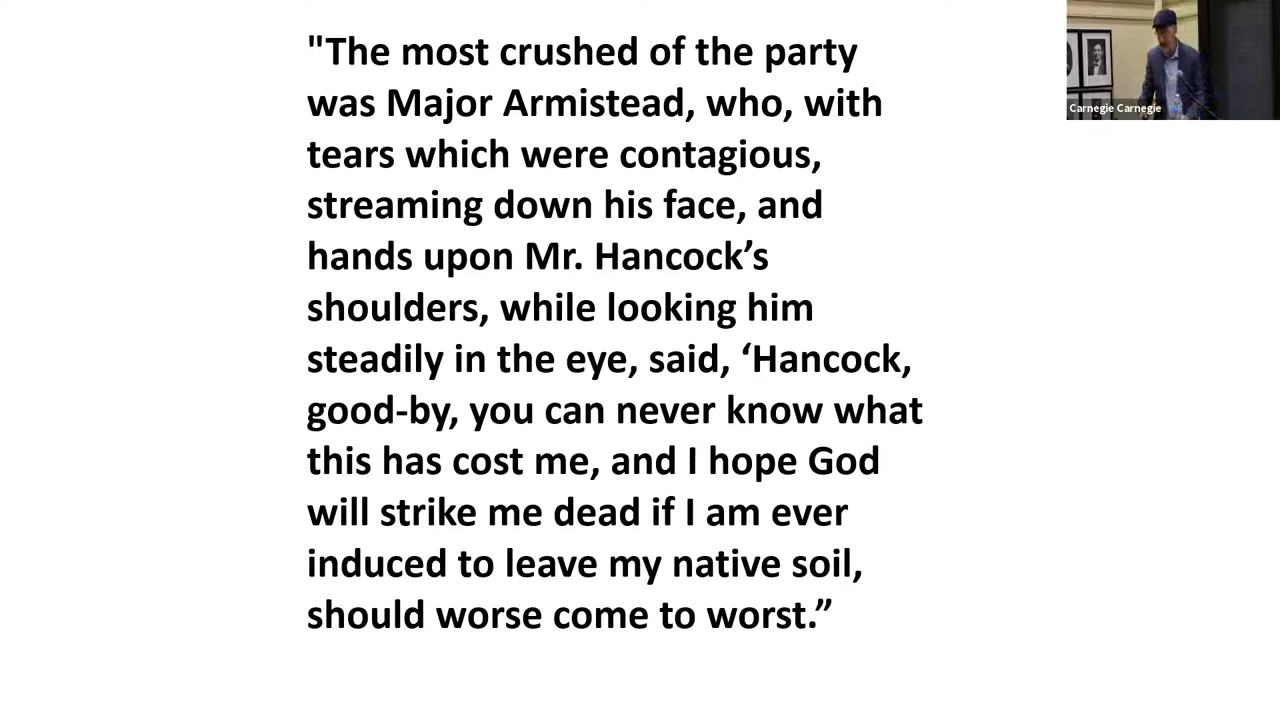 "The most crushed of the party
was Major Armistead, who, with
tears which were contagious,
streaming down his face, and
hands upon Mr. Hancock’s
shoulders, while looking him
steadily in the eye, said, ‘Hancock,
good-by, you can never know what
this has cost me, and I hope God
will strike me dead if I am ever
induced to leave my native soil,
should worse come to worst.”
Carnegie Carnegie